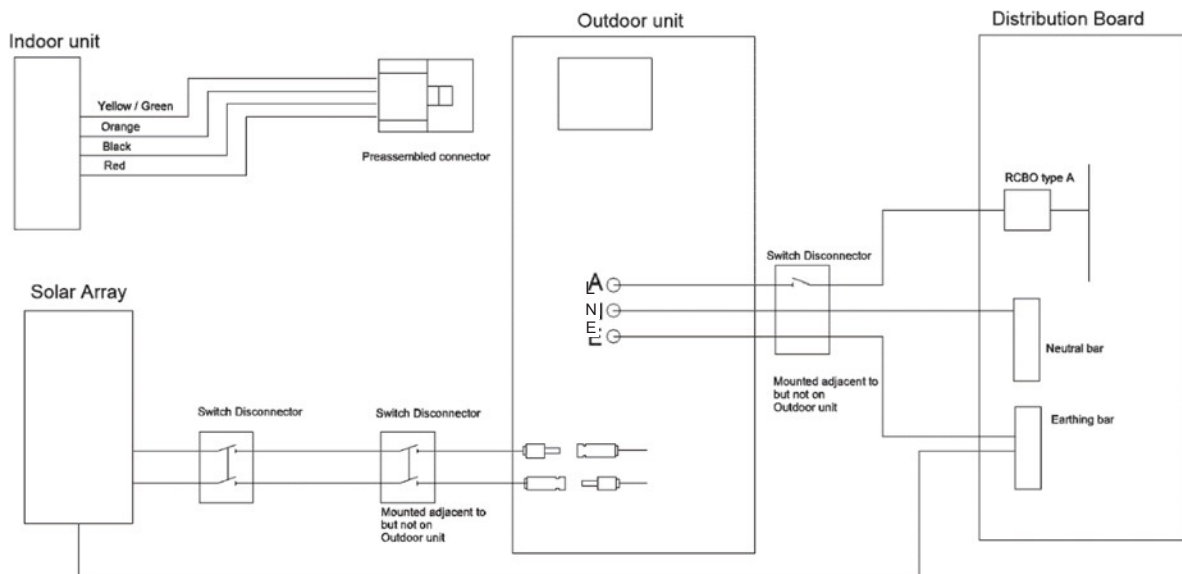 Outdoor unit
Distribution Board
Indoor unit
Yellow / Green
Orange
Black
Red
Preassembled connector
RCBO type A
Switch Disconnector
A
L
N
E
Neutral bar
Mounted adjacent to
but not on
Outdoor unit
Earthing bar
Solar Array
Switch Disconnector
Switch Disconnector
Mounted adjacent to
but not on
Outdoor unit